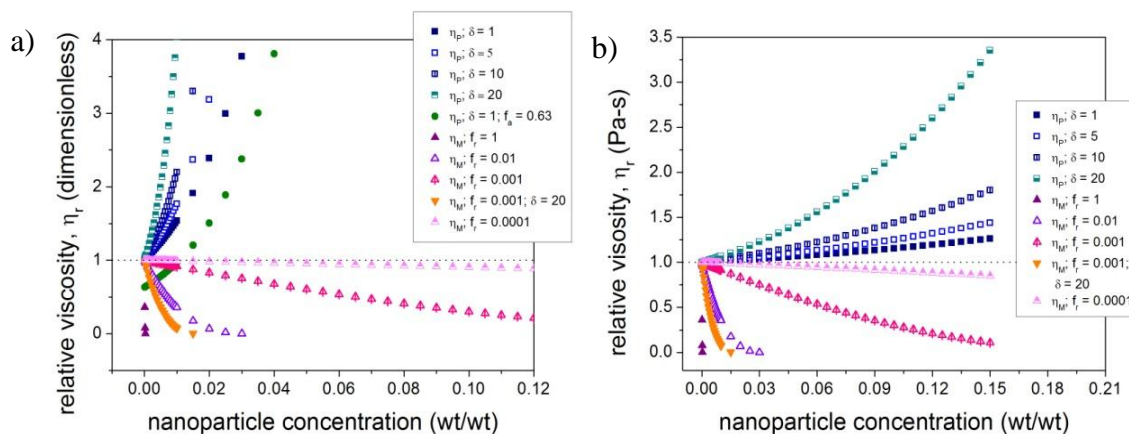 a)
relative viscosity, ηr (dimensionless)
4
3
2
1
0
0.00 0.02 0.04 0.06 0.08 0.10 0.12
nanoparticle concentration (wt/wt)
ηP; δ = 1
ηP; δ = 5
ηP; δ = 10
ηP; δ = 20
ηP; δ = 1; fa = 0.63
ηM; fr = 1
ηM; fr = 0.01
ηM; fr = 0.001
ηM; fr = 0.001; δ = 20
ηM; fr = 0.0001
b)
relative visosity, ηr (Pa-s)
3.5
3.0
2.5
2.0
1.5
1.0
0.5
0.0
0.00 0.03 0.06 0.09 0.12 0.15 0.18 0.21
nanoparticle concentration (wt/wt)
ηP; δ = 1
ηP; δ = 5
ηP; δ = 10
ηP; δ = 20
ηM; fr = 1
ηM; fr = 0.01
ηM; fr = 0.001
ηM; fr = 0.001;
δ = 20
ηM; fr = 0.0001